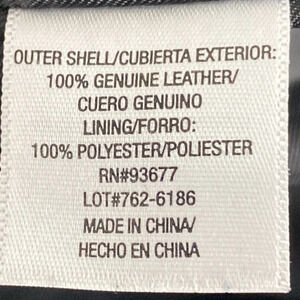 OUTER SHELL/CUBIERTA EXTERIOR:
100% GENUINE LEATHER/
CUERO GENUINO
LINING/FORRO:
100% POLYESTER/POLIESTER
RN#93677
LOT#762-6186
MADE IN CHINA/
HECHO EN CHINA